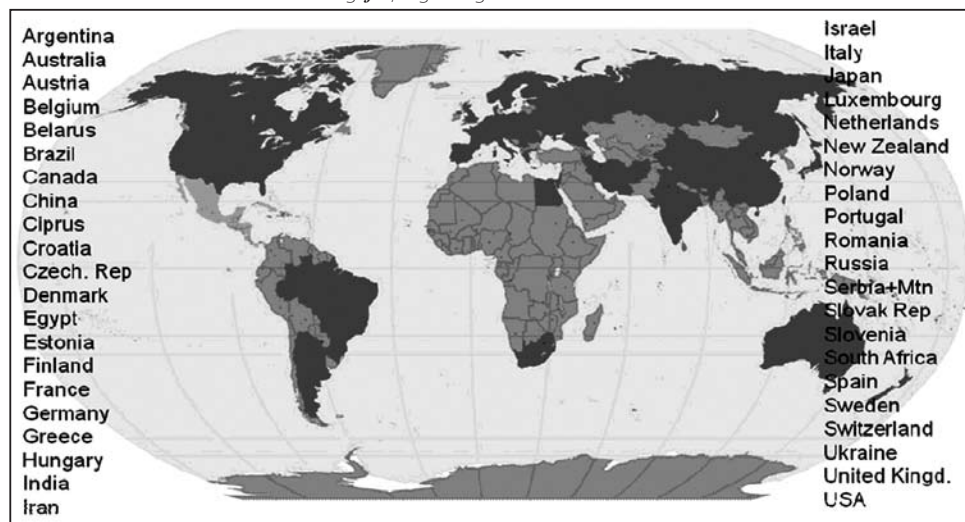 Argentina
Australia
Austria
Belgium
Belarus
Brazil
Canada
China
Ciprus
Croatia
Czech. Rep
Denmark
Egypt
Estonia
Finland
France
Germany
Greece
Hungary
India
Iran
Israel
Italy
Japan
Luxembourg
Netherlands
New Zealand
Norway
Poland
Portugal
Romania
Russia
Serbia+Mtn
Slovak Rep
Slovenia
South Africa
Spain
Sweden
Switzerland
Ukraine
United Kingd.
USA